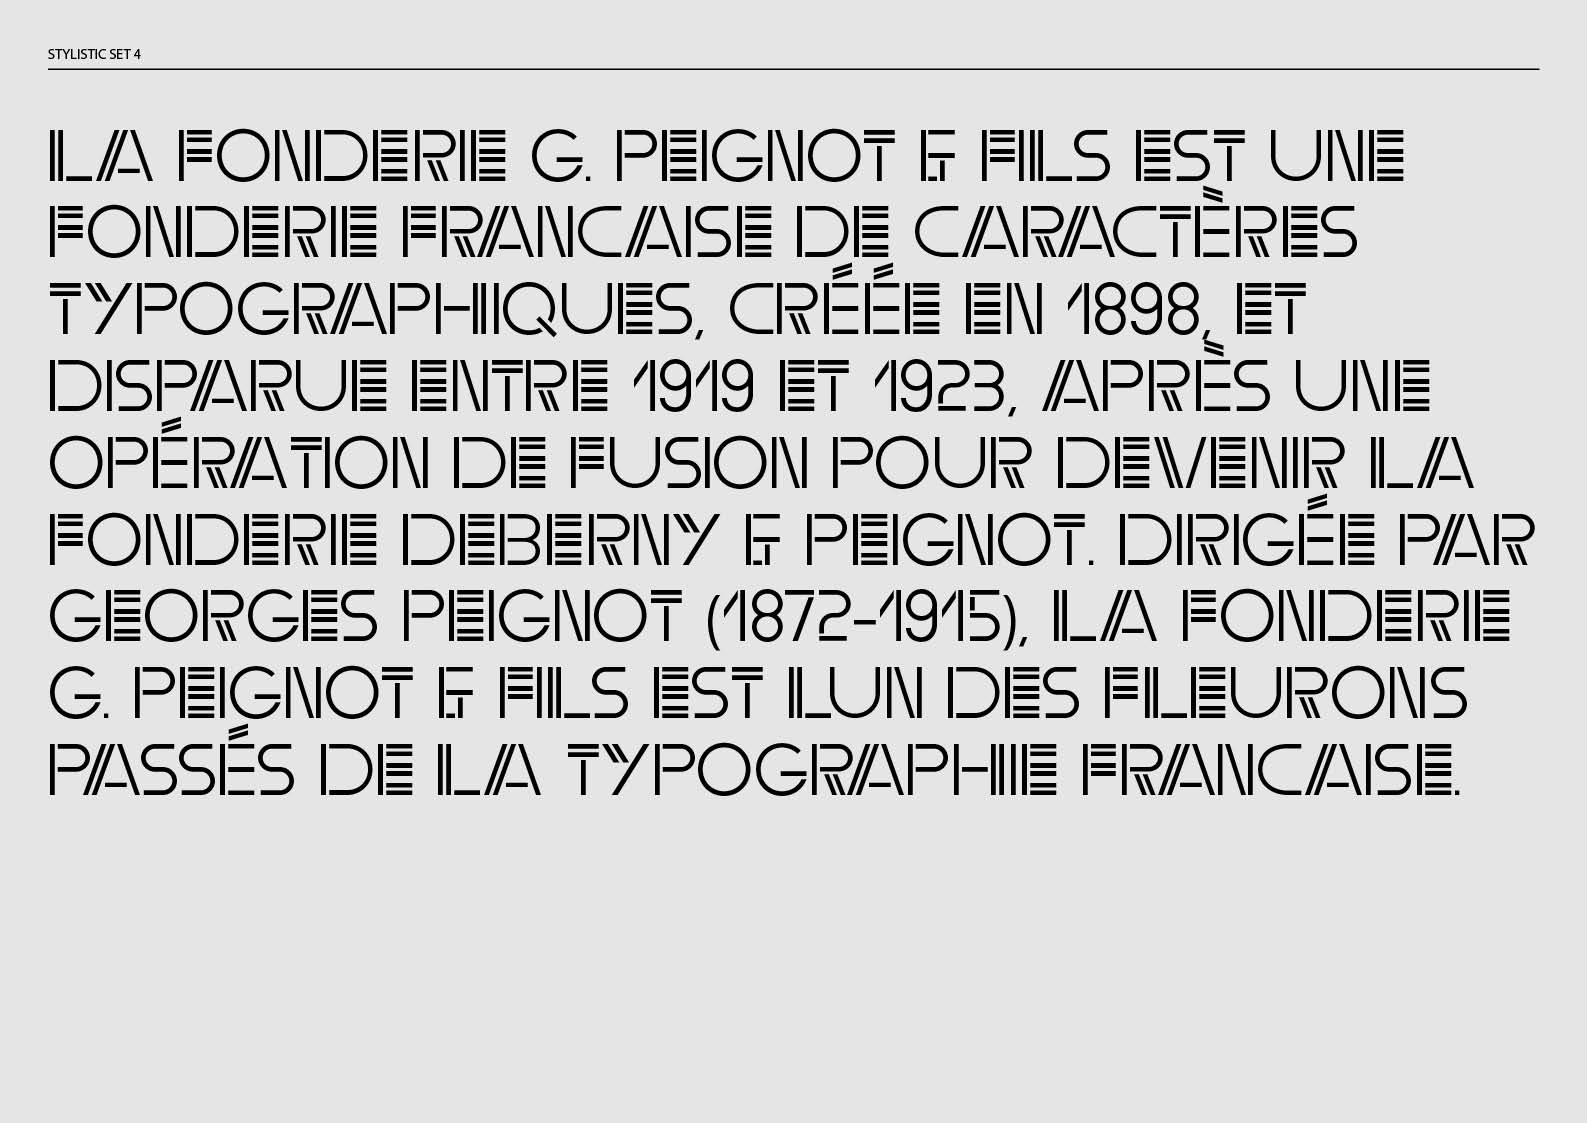 STYLISTIC SET 4
LA FONDERIE G. PEIGNOT & FILS EST UNE
FONDERIE FRANCAISE DE CARACTÈRES
TYPOGRAPHIQUES, CRÉÉE EN 1898, ET
DISPARUE ENTRE 1919 ET 1923, APRÈS UNE
OPÉRATION DE FUSION POUR DEVENIR LA
FONDERIE DEBERNY & PEIGNOT. DIRIGÉE PAR
GEORGES PEIGNOT (1872-1915), LA FONDERIE
G. PEIGNOT & FILS EST LUN DES FLEURONS
PASSÉS DE LA TYPOGRAPHIE FRANCAISE.